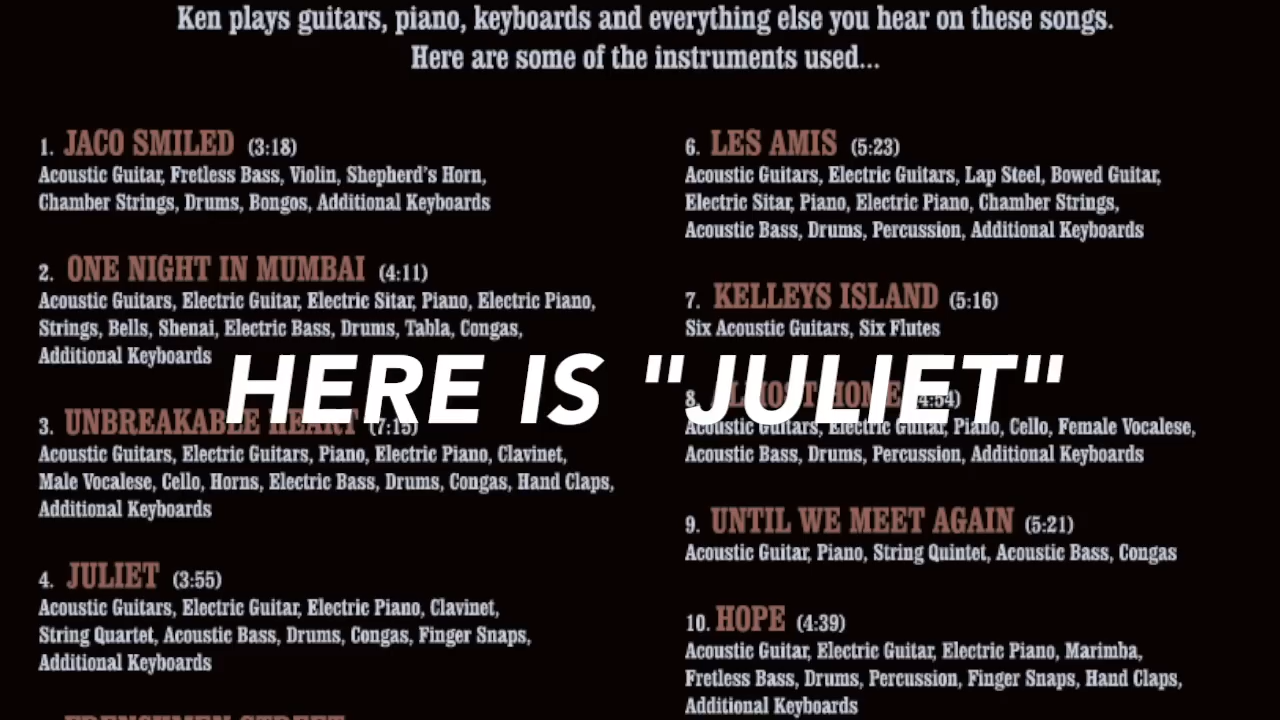 Ken plays guitars, piano, keyboards and everything else you hear on these songs.
Here are some of the instruments used...
1. JACO SMILED (3:18)
Acoustic Guitar, Fretless Bass, Violin, Shepherd's Horn,
Chamber Strings, Drums, Bongos, Additional Keyboards
2. ONE NIGHT IN MUMBAI (4:11)
Acoustic Guitars, Electric Guitar, Electric Sitar, Piano, Electric Piano,
Strings, Bells, Shenai, Electric Bass, Drums, Tabla, Congas,
Additional Keyboards
3. UNBREAKABLE HEART (7:15)
Acoustic Guitars, Electric Guitars, Piano, Electric Piano, Clavinet,
Male Vocalese, Cello, Horns, Electric Bass, Drums, Congas, Hand Claps,
Additional Keyboards
4. JULIET (3:55)
Acoustic Guitars, Electric Guitar, Electric Piano, Clavinet,
String Quartet, Acoustic Bass, Drums, Congas, Finger Snaps,
Additional Keyboards
FRENCHMEN STREET
6. LES AMIS (5:23)
Acoustic Guitars, Electric Guitars, Lap Steel, Bowed Guitar,
Electric Sitar, Piano, Electric Piano, Chamber Strings,
Acoustic Bass, Drums, Percussion, Additional Keyboards
7. KELLEYS ISLAND (5:16)
Six Acoustic Guitars, Six Flutes
8. ALMOST HOME (4:54)
Acoustic Guitars, Electric Guitar, Piano, Cello, Female Vocalese,
Acoustic Bass, Drums, Percussion, Additional Keyboards
9. UNTIL WE MEET AGAIN (5:21)
Acoustic Guitar, Piano, String Quintet, Acoustic Bass, Congas
10. HOPE (4:39)
Acoustic Guitar, Electric Guitar, Electric Piano, Marimba,
Fretless Bass, Drums, Percussion, Finger Snaps, Hand Claps,
Additional Keyboards
HERE IS "JULIET"